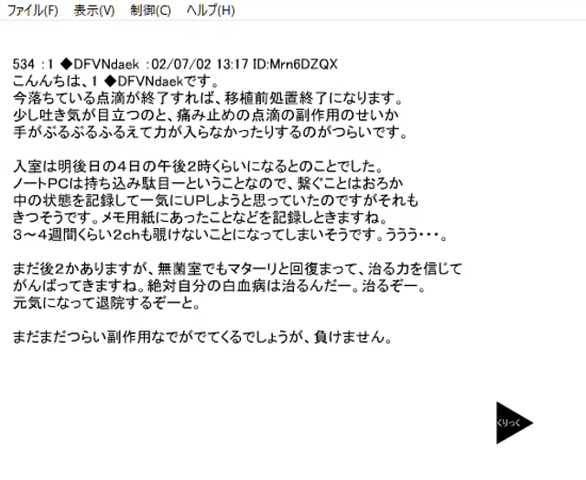 ファイル(F) 表示(V) 制御(C) ヘルプ(H)
534 ：1 ◆DFVNdaek ：02/07/02 13:17 ID:Mrn6DZQX
こんんちは、1 ◆DFVNdaekです。
今落ちている点滴が終了すれば、移植前処置終了になります。
少し吐き気が目立つのと、痛み止めの点滴の副作用のせいか
手がぶるぶるふるえて力が入らなかったりするのがつらいです。
入室は明後日の４日の午後２時くらいになるとのことでした。
ノートPCは持ち込み駄目ーということなので、繋ぐことはおろか
中の状態を記録して一気にUPしようと思っていたのですがそれも
きつそうです。メモ用紙にあったことなどを記録しときますね。
３～４週間くらい２chも覗けないことになってしまいそうです。ううう・・・。
まだ後２かありますが、無菌室でもマターリと回復まって、治る力を信じて
がんばってきますね。絶対自分の白血病は治るんだー。治るぞー。
元気になって退院するぞーと。
まだまだつらい副作用なでがでてくるでしょうが、負けません。
くりっく